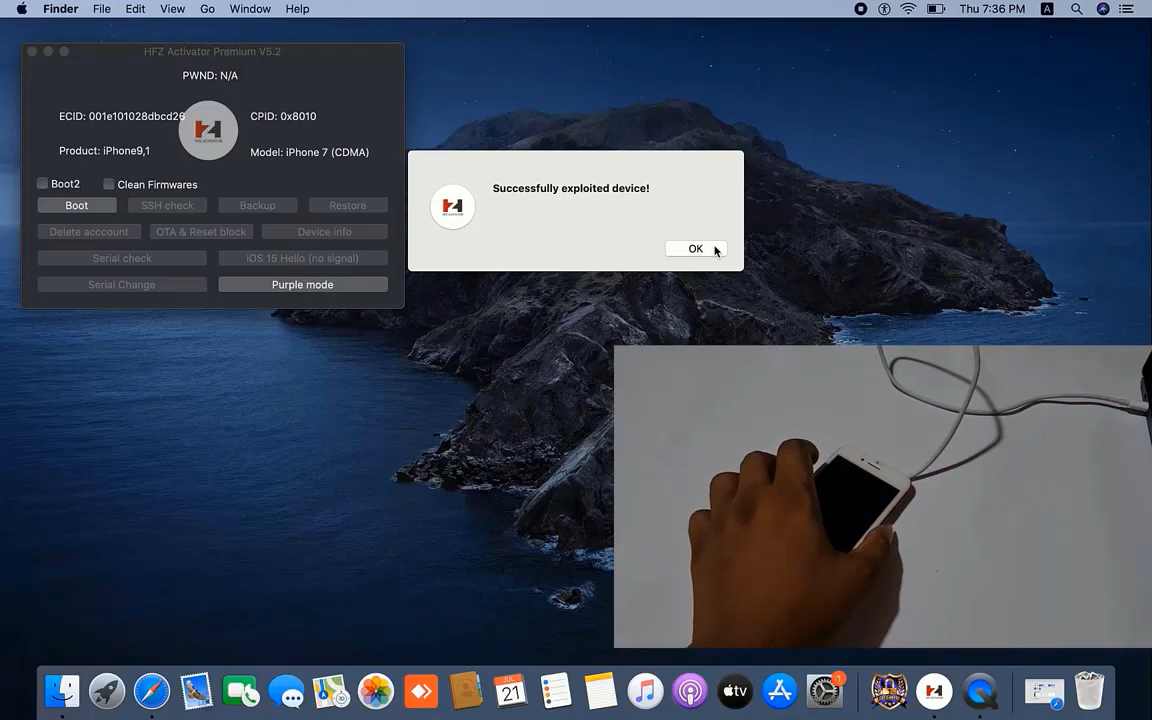 Finder File Edit View Go Window Help
Thu 7:36 PM A
HFZ Activator Premium V5.2
PWND: N/A
ECID: 001e101028dbcd26
CPID: 0x8010
Product: iPhone9,1
Model: iPhone 7 (CDMA)
Boot2 Clean Firmwares
Boot SSH check Backup Restore
Delete acccount OTA & Reset block Device info
Serial check iOS 15 Hello (no signal)
Serial Change Purple mode
Successfully exploited device!
OK
JUL
21
tv
1